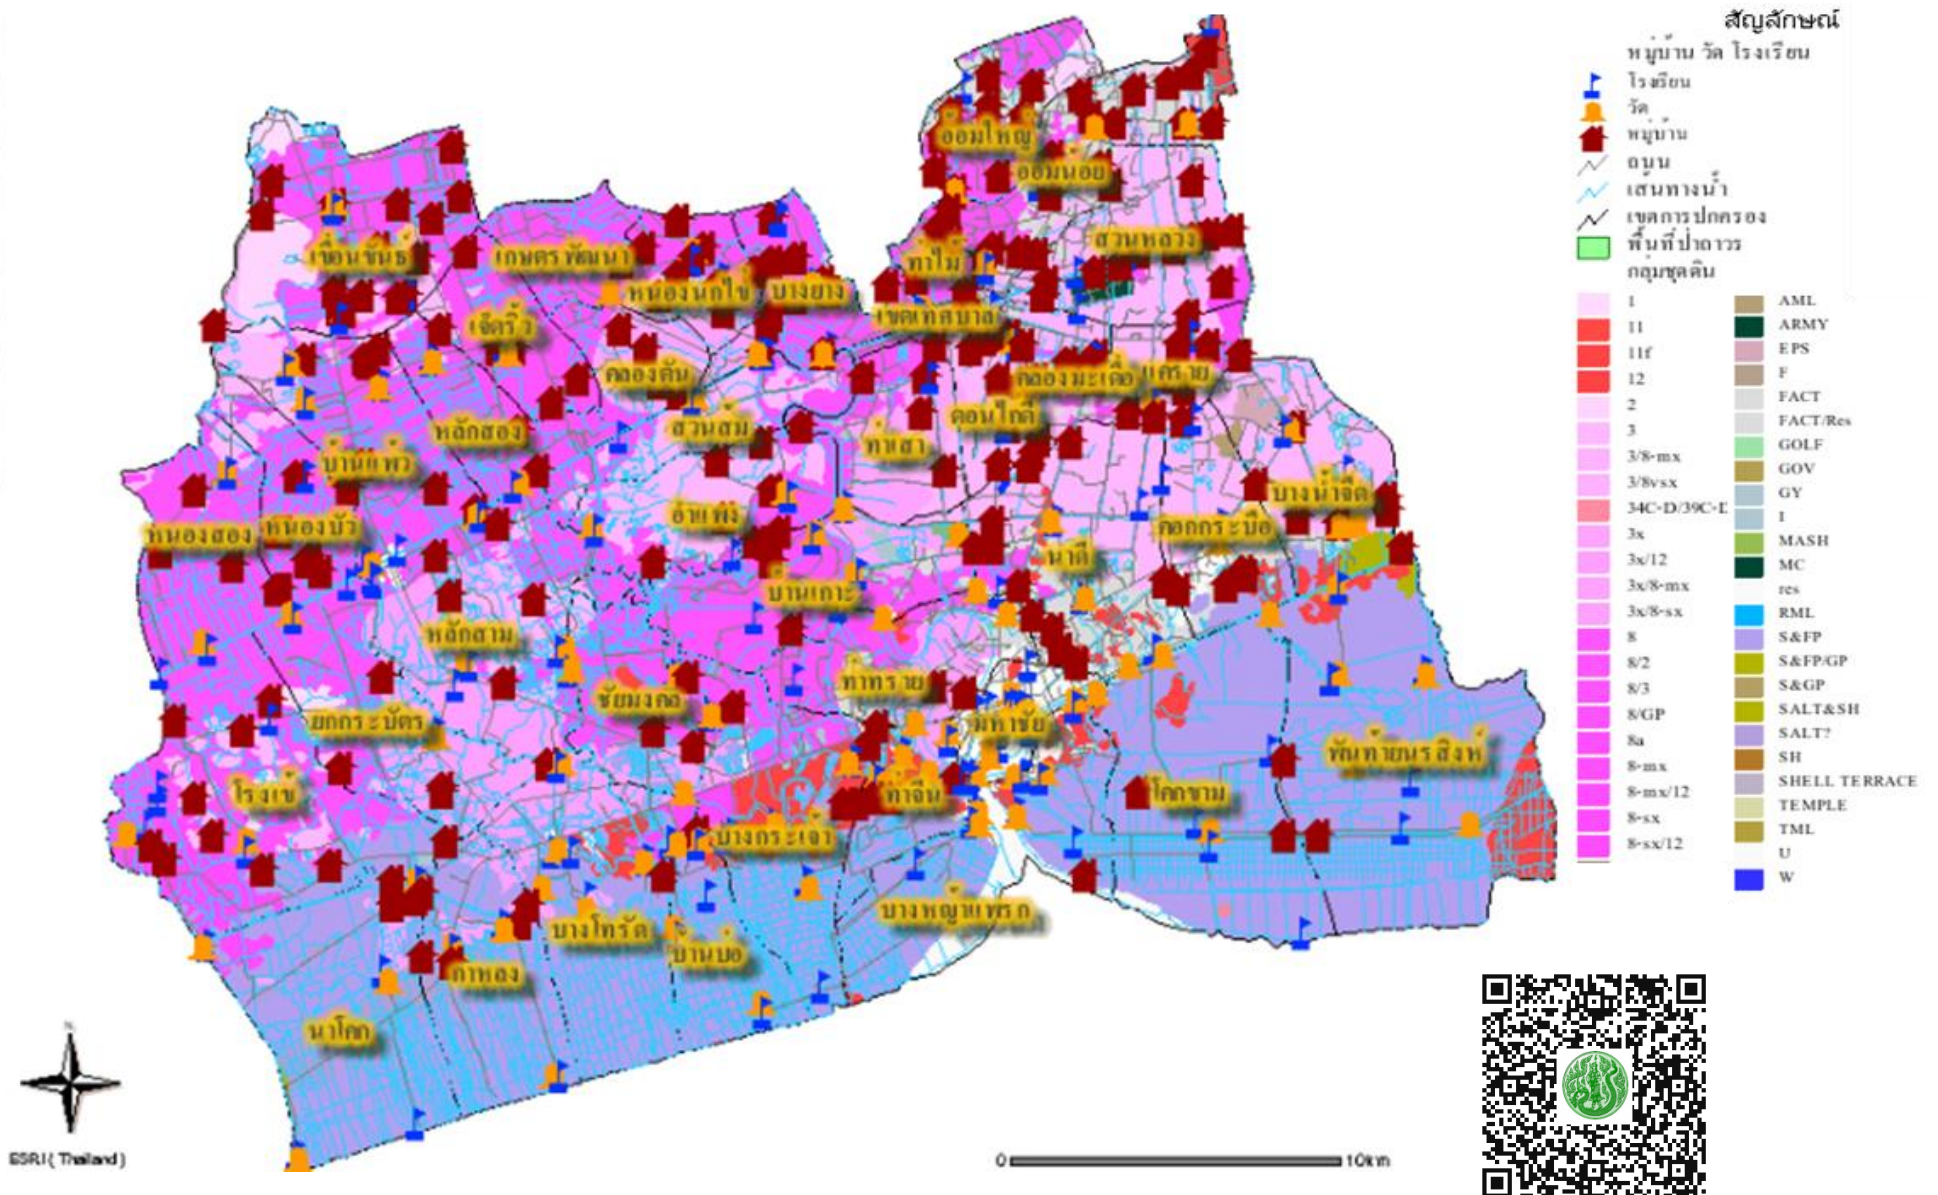 สัญลักษณ์
หมู่บ้าน วัด โรงเรียน
โรงเรียน
วัด
หมู่บ้าน
ถนน
เส้นทางน้ำ
เขตการปกครอง
พื้นที่ป่าถาวร
กลุ่มชุดดิน
1
11
11f
12
2
3
3/8-mx
3/8vsx
34C-D/39C-D
3x
3x/12
3x/8-mx
3x/8-sx
8
8/2
8/3
8/GP
8a
8-mx
8-mx/12
8-sx
8-sx/12
AML
ARMY
EPS
F
FACT
FACT/Res
GOLF
GOV
GY
I
MASH
MC
res
RML
S&FP
S&FP/GP
S&GP
SALT&SH
SALT?
SH
SHELL TERRACE
TEMPLE
TML
U
W
อ้อมใหญ่
อ้อมน้อย
สวนหลวง
ท่าไม้
เขื่อนขันธ์
เกษตรพัฒนา
หนองนกไข่
บางยาง
เขตเทศบาล
เจ็ดริ้ว
คลองตัน
คลองมะเดื่อ
แคราย
ดอนไก่ดี
สวนส้ม
หลักสอง
ท่าเสา
บ้านแพ้ว
บางน้ำจืด
อำแพง
คอกกระบือ
หนองสอง
หนองบัว
นาดี
บ้านเกาะ
หลักสาม
ท่าทราย
ชัยมงคล
ยกกระบัตร
มหาชัย
พันท้ายนรสิงห์
โรงเข้
ท่าจีน
โคกขาม
บางกระเจ้า
บางหญ้าแพรก
บางโทรัด
บ้านบ่อ
กาหลง
นาโคก
N
ESRI ( Thailand )
0
10km